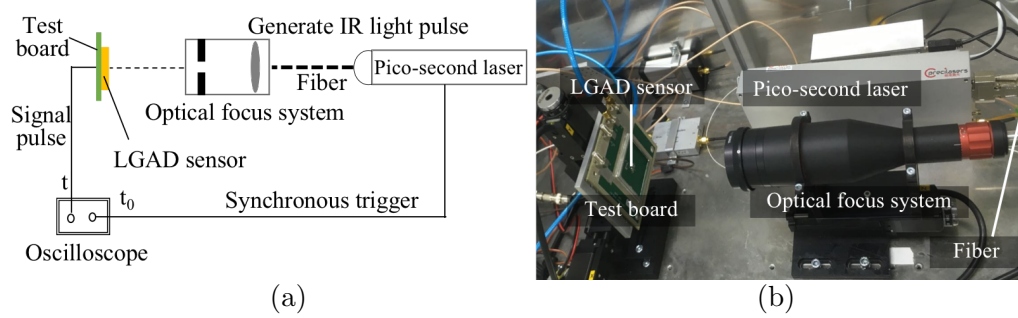 Test
board
Generate IR light pulse
Pico-second laser
Fiber
Optical focus system
Signal
pulse
LGAD sensor
t
t0
Synchronous trigger
Oscilloscope
(a)
LGAD sensor
Pico-second laser
Test board
Optical focus system
Fiber
(b)